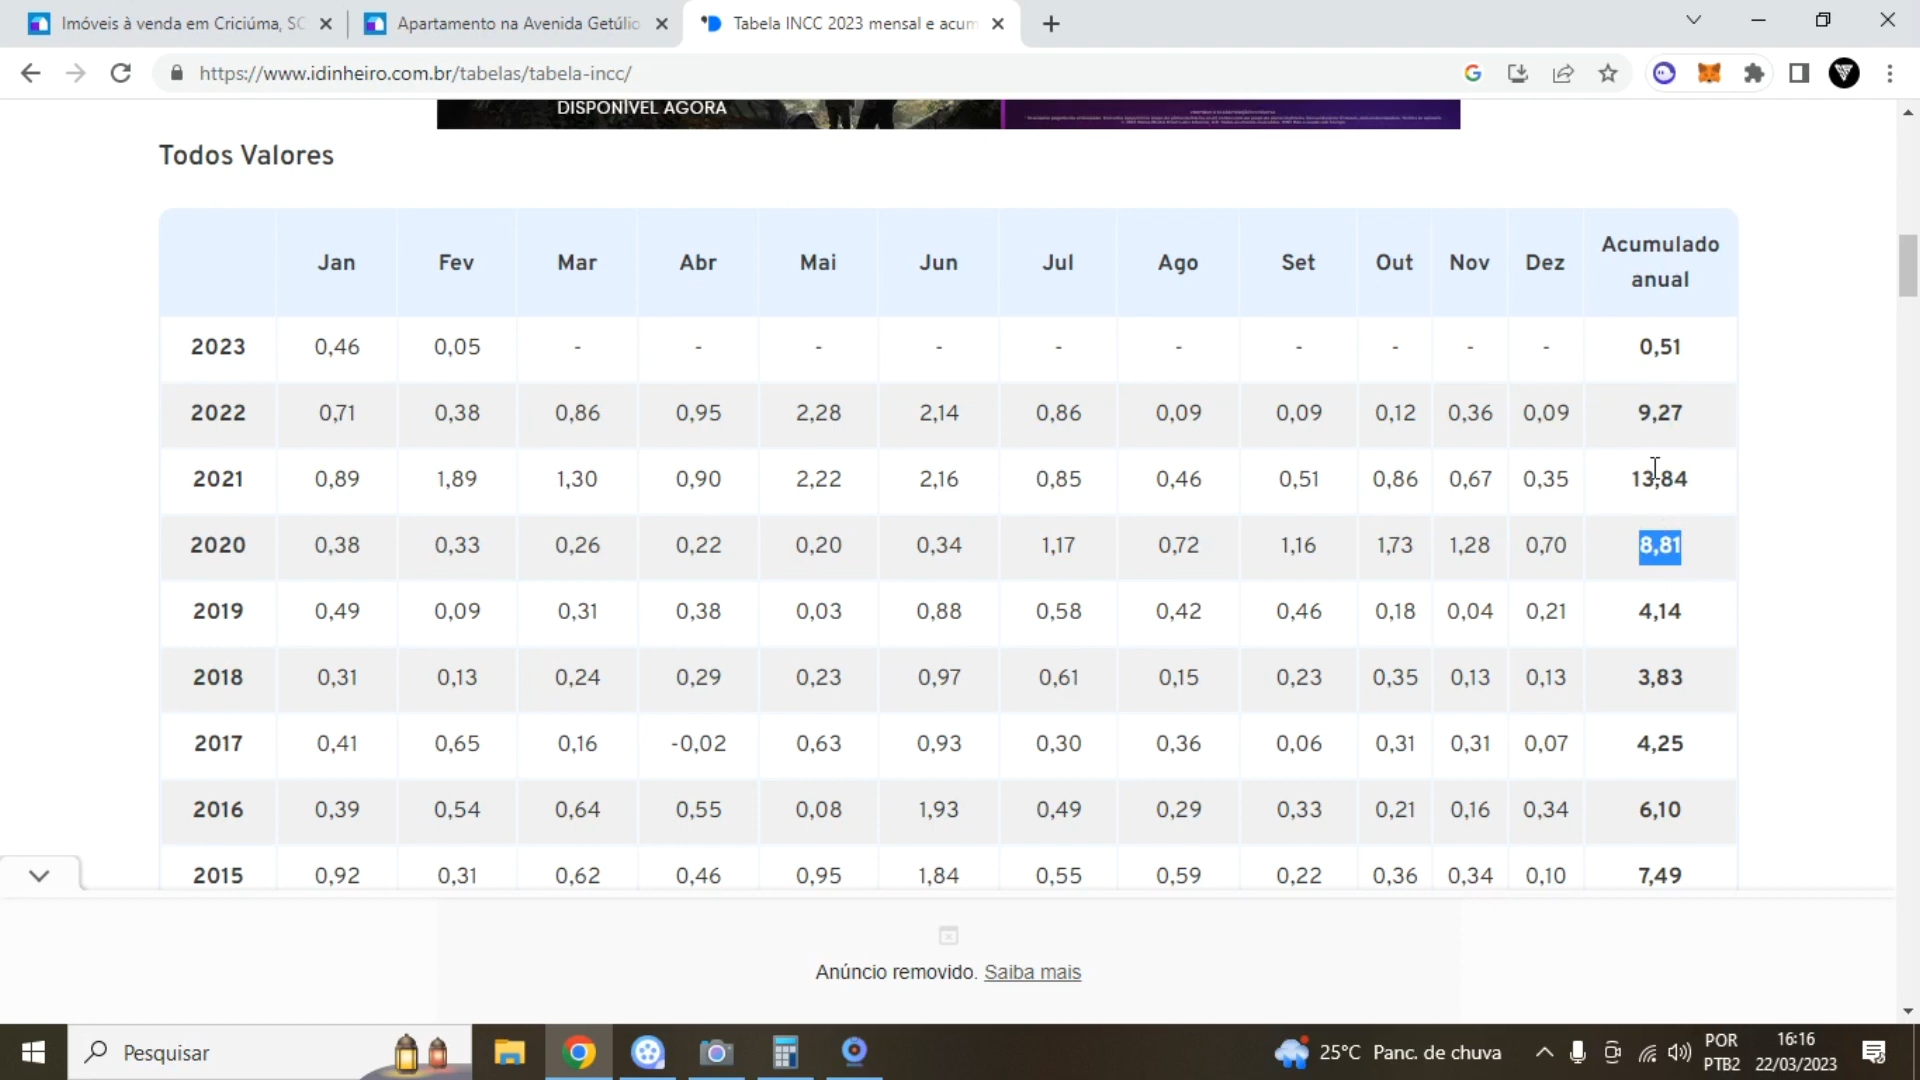 Imóveis à venda em Criciúma, SC
Apartamento na Avenida Getúlio
Tabela INCC 2023 mensal e acum
https://www.idinheiro.com.br/tabelas/tabela-incc/
DISPONÍVEL AGORA
Todos Valores
Jan Fev Mar Abr Mai Jun Jul Ago Set Out Nov Dez Acumulado anual
2023 0,46 0,05 - - - - - - - - - - 0,51
2022 0,71 0,38 0,86 0,95 2,28 2,14 0,86 0,09 0,09 0,12 0,36 0,09 9,27
2021 0,89 1,89 1,30 0,90 2,22 2,16 0,85 0,46 0,51 0,86 0,67 0,35 13,84
2020 0,38 0,33 0,26 0,22 0,20 0,34 1,17 0,72 1,16 1,73 1,28 0,70 8,81
2019 0,49 0,09 0,31 0,38 0,03 0,88 0,58 0,42 0,46 0,18 0,04 0,21 4,14
2018 0,31 0,13 0,24 0,29 0,23 0,97 0,61 0,15 0,23 0,35 0,13 0,13 3,83
2017 0,41 0,65 0,16 -0,02 0,63 0,93 0,30 0,36 0,06 0,31 0,31 0,07 4,25
2016 0,39 0,54 0,64 0,55 0,08 1,93 0,49 0,29 0,33 0,21 0,16 0,34 6,10
2015 0,92 0,31 0,62 0,46 0,95 1,84 0,55 0,59 0,22 0,36 0,34 0,10 7,49
Anúncio removido. Saiba mais
Pesquisar
25°C Panc. de chuva
POR
PTB2
16:16
22/03/2023